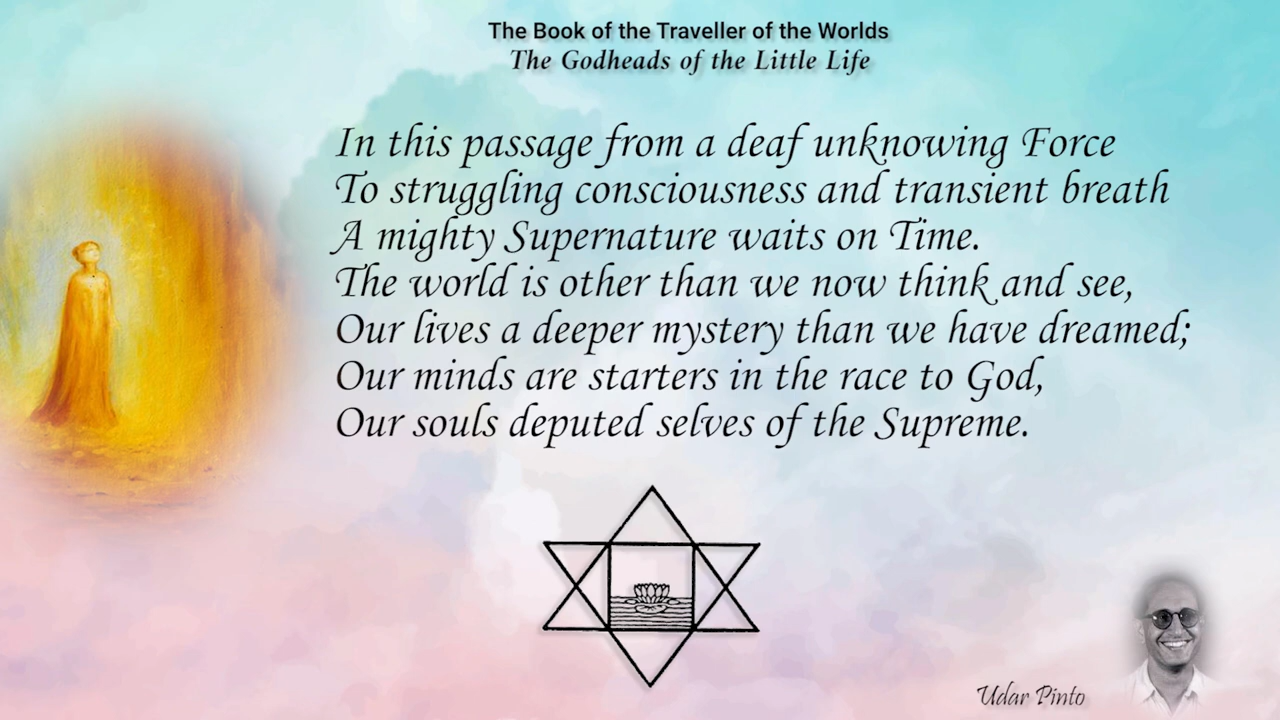 The Book of the Traveller of the Worlds
The Godheads of the Little Life
In this passage from a deaf unknowing Force
To struggling consciousness and transient breath
A mighty Supernature waits on Time.
The world is other than we now think and see,
Our lives a deeper mystery than we have dreamed;
Our minds are starters in the race to God,
Our souls deputed selves of the Supreme.
Udar Pinto